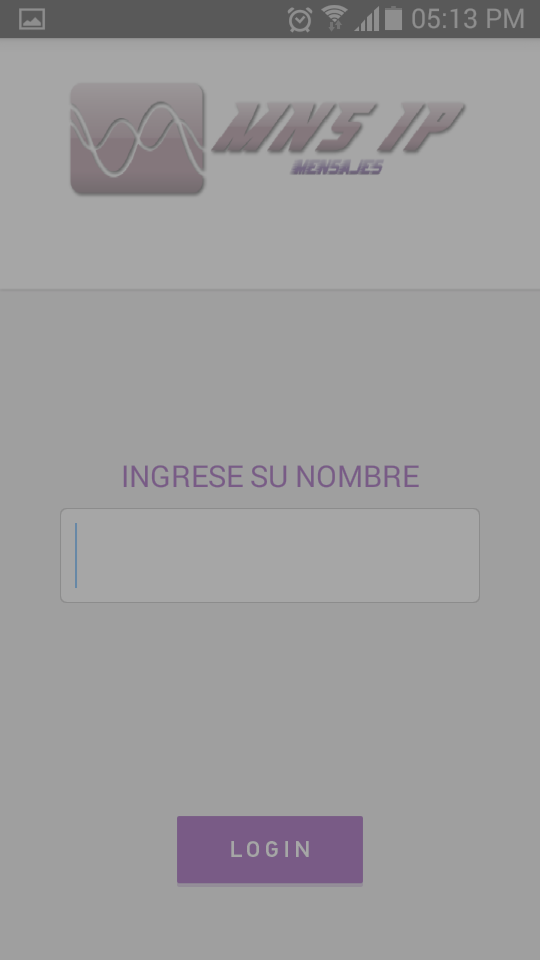 05:13 PM
MNS IP
MENSAJES
INGRESE SU NOMBRE
LOGIN